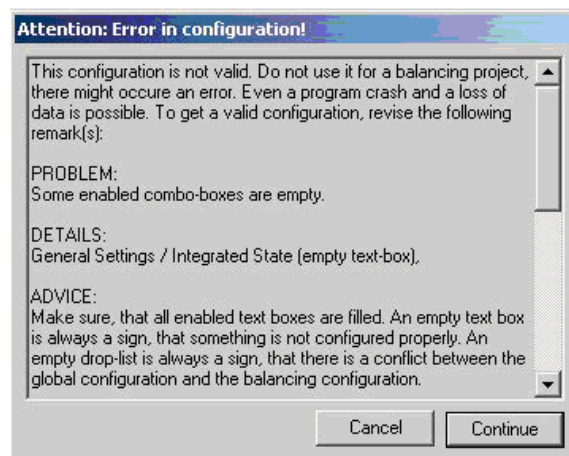 Attention: Error in configuration!
This configuration is not valid. Do not use it for a balancing project,
there might occure an error. Even a program crash and a loss of
data is possible. To get a valid configuration, revise the following
remark(s):
PROBLEM:
Some enabled combo-boxes are empty.
DETAILS:
General Settings / Integrated State (empty text-box),
ADVICE:
Make sure, that all enabled text boxes are filled. An empty text box
is always a sign, that something is not configured properly. An
empty drop-list is always a sign, that there is a conflict between the
global configuration and the balancing configuration.
Cancel
Continue